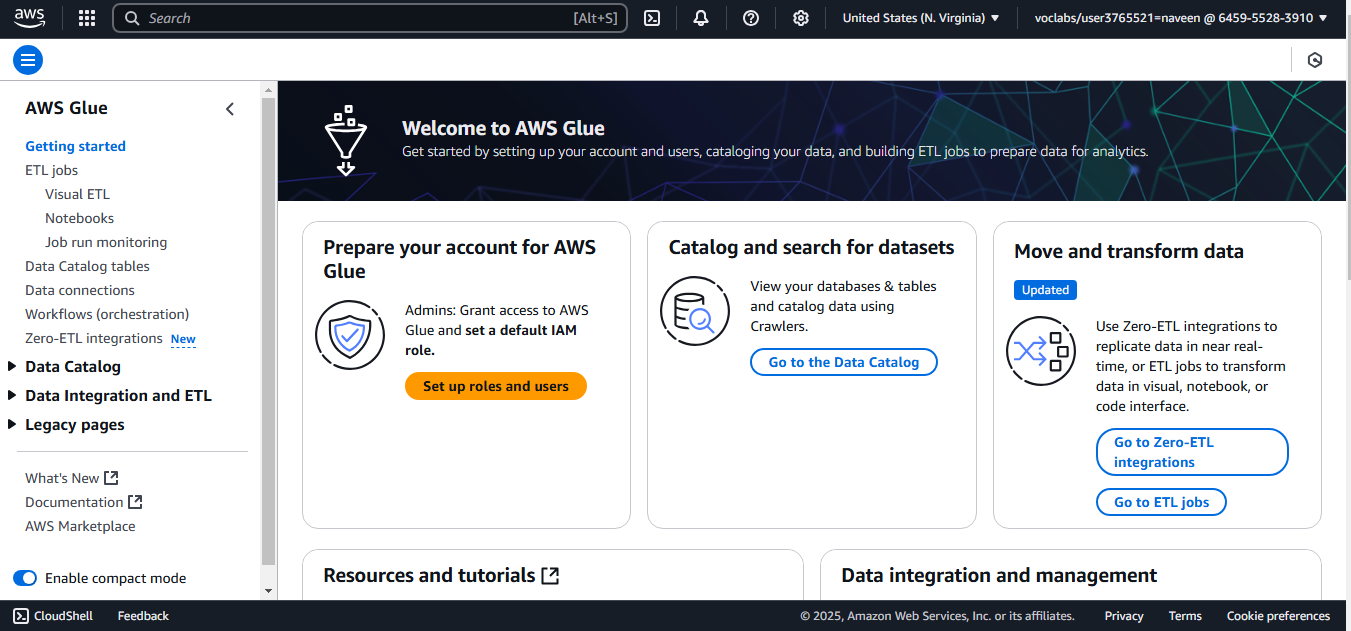 aws
Search [Alt+S]
United States (N. Virginia)
voclabs/user3765521=naveen @ 6459-5528-3910
AWS Glue
Getting started
ETL jobs
Visual ETL
Notebooks
Job run monitoring
Data Catalog tables
Data connections
Workflows (orchestration)
Zero-ETL integrations New
Data Catalog
Data Integration and ETL
Legacy pages
What's New
Documentation
AWS Marketplace
Enable compact mode
Welcome to AWS Glue
Get started by setting up your account and users, cataloging your data, and building ETL jobs to prepare data for analytics.
Prepare your account for AWS
Glue
Admins: Grant access to AWS
Glue and set a default IAM
role.
Set up roles and users
Catalog and search for datasets
View your databases & tables
and catalog data using
Crawlers.
Go to the Data Catalog
Move and transform data
Updated
Use Zero-ETL integrations to
replicate data in near real-
time, or ETL jobs to transform
data in visual, notebook, or
code interface.
Go to Zero-ETL
integrations
Go to ETL jobs
Resources and tutorials
Data integration and management
CloudShell
Feedback
© 2025, Amazon Web Services, Inc. or its affiliates.
Privacy
Terms
Cookie preferences